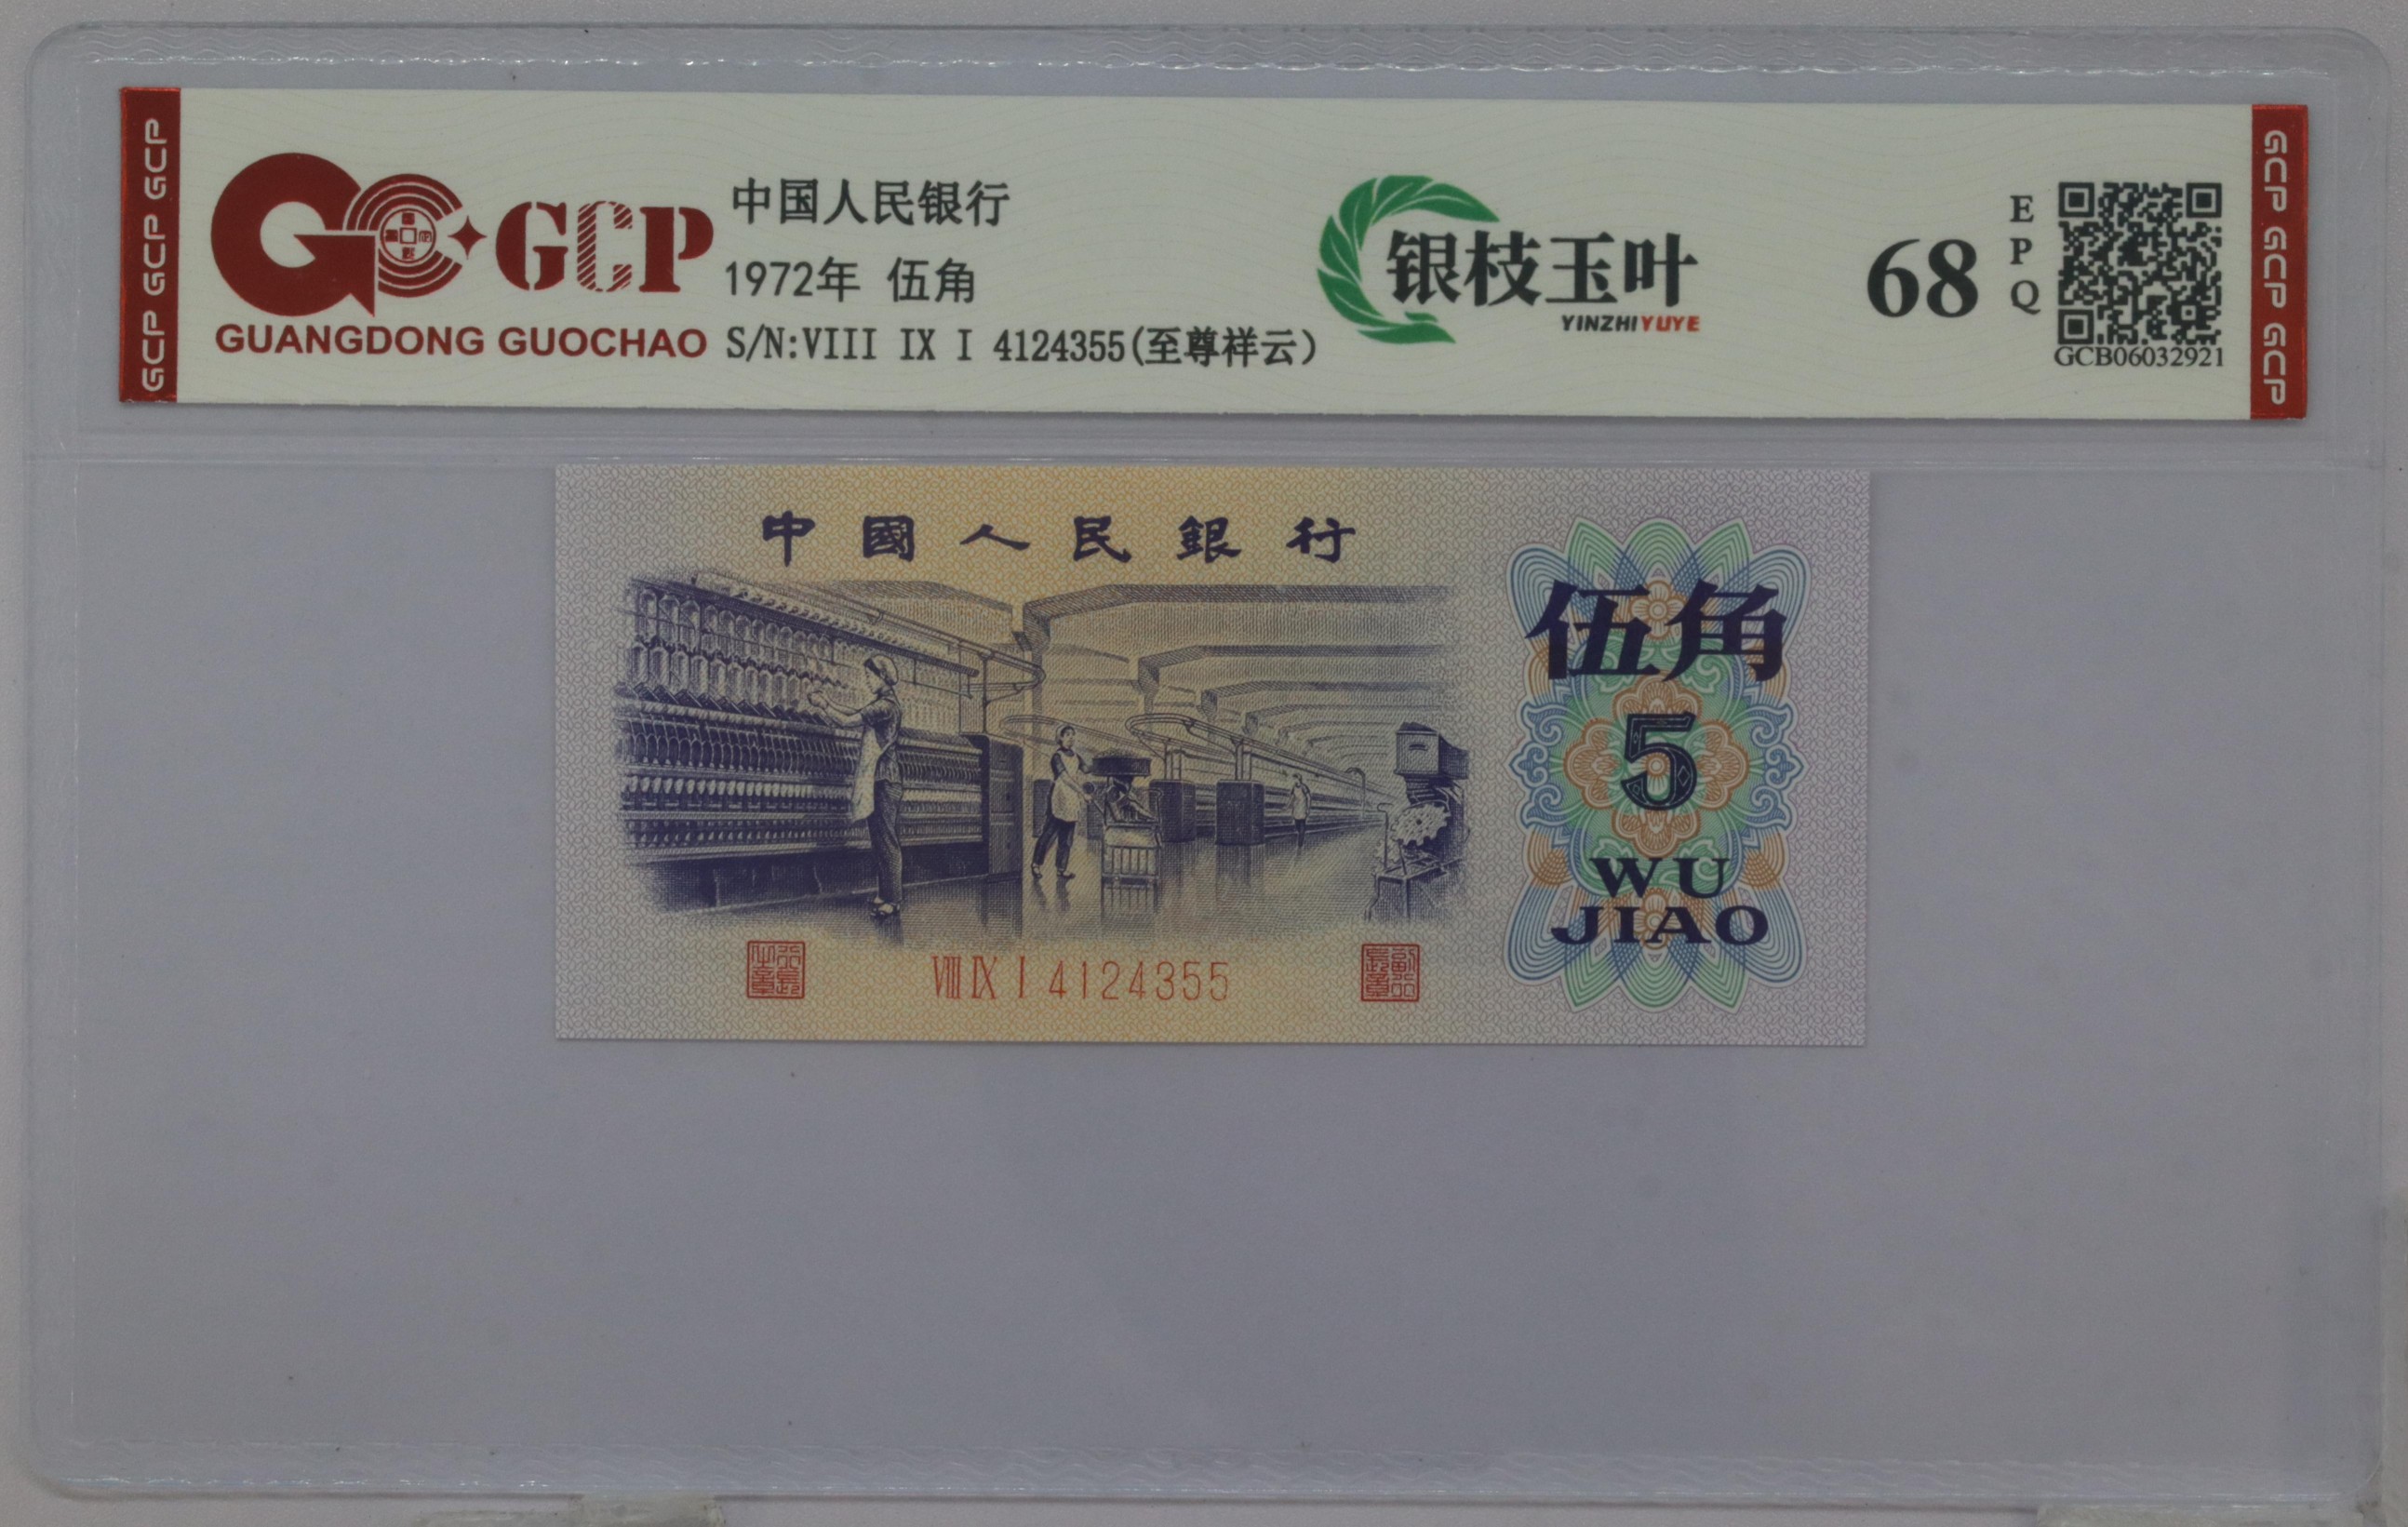 GCP GCP GCP
GCP
GUANGDONG GUOCHAO
中国人民银行
1972年 伍角
S/N:VIII IX I 4124355(至尊祥云)
银枝玉叶
YINZHIYUYE
68
EPQ
GCB06032921
GCP GCP GCP
中國人民銀行
伍角
5
WU
JIAO
VIII IX I 4124355